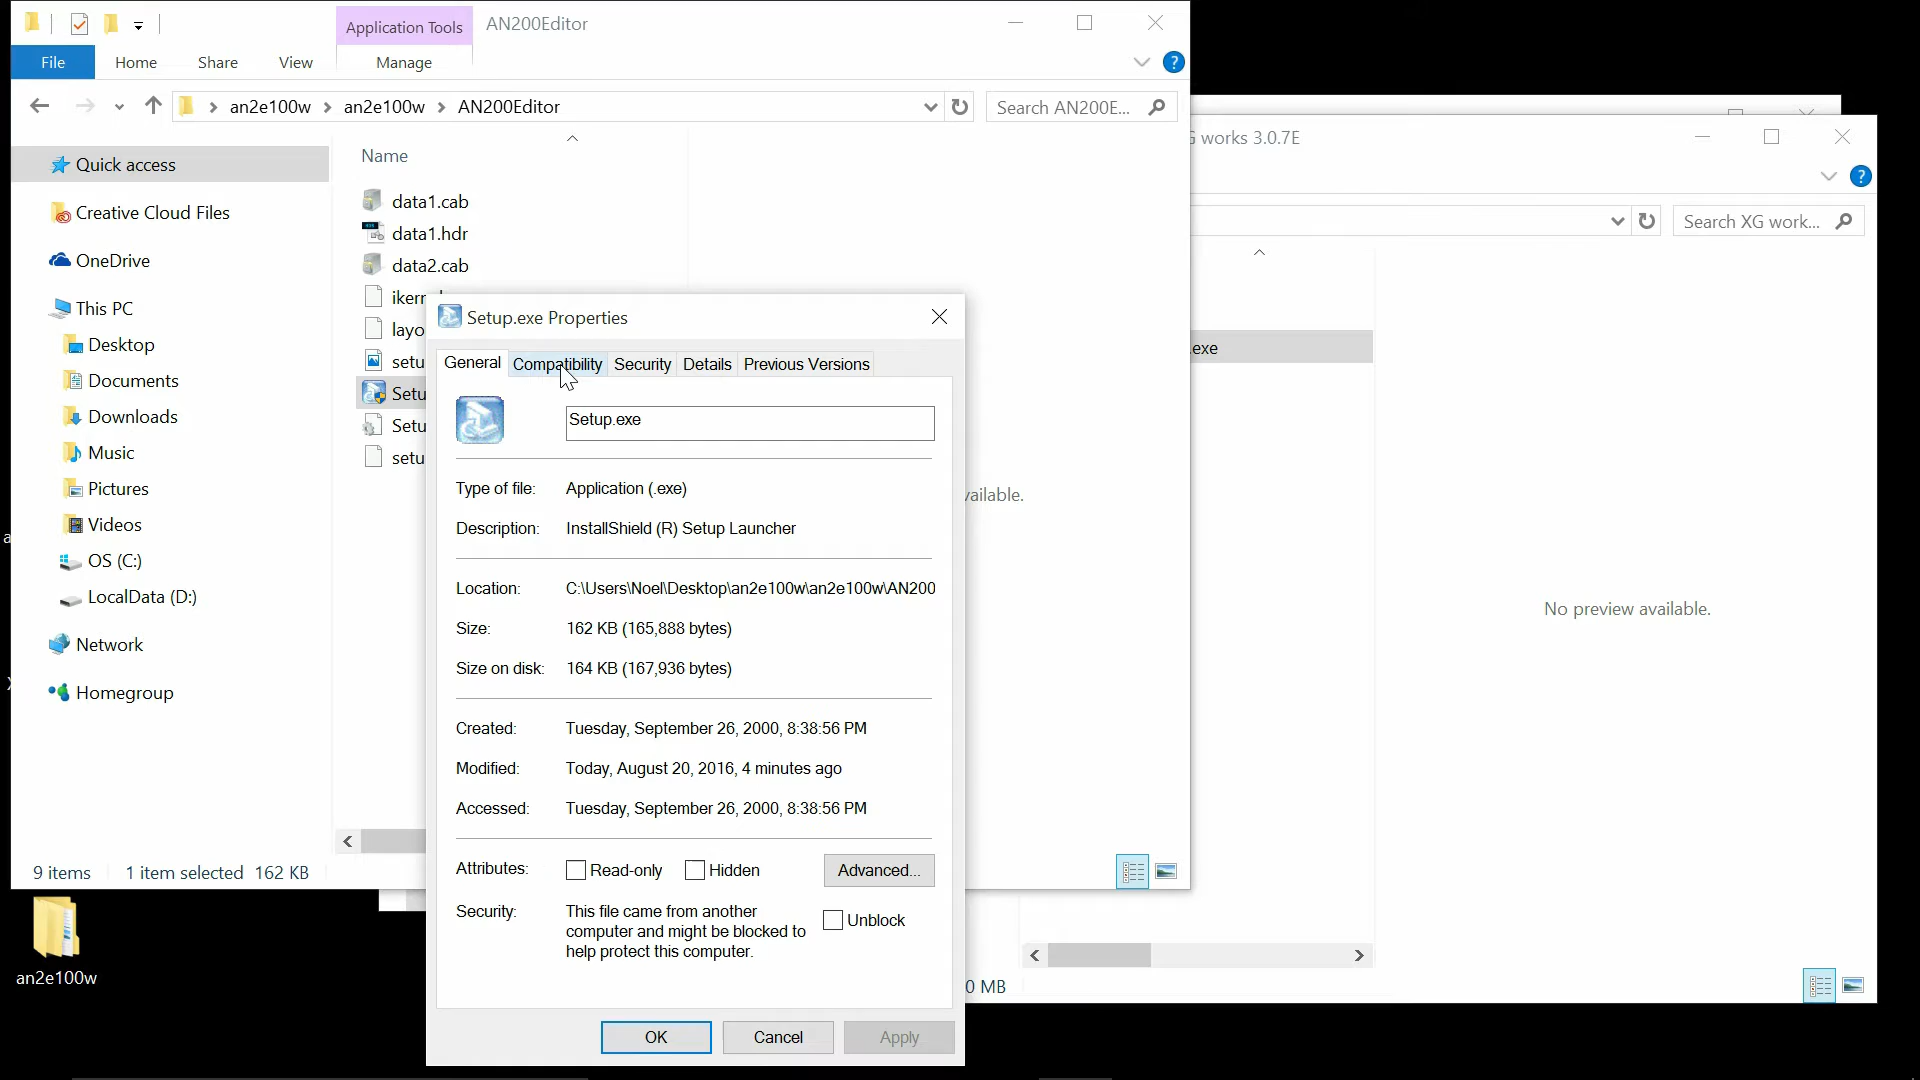 Application Tools
AN200Editor
File
Home
Share
View
Manage
an2e100w
an2e100w
AN200Editor
Search AN200E...
Name
Quick access
Creative Cloud Files
OneDrive
This PC
Desktop
Documents
Downloads
Music
Pictures
Videos
OS (C:)
LocalData (D:)
Network
Homegroup
data1.cab
data1.hdr
data2.cab
layo
setu
Setu
Setu
setu
9 items
1 item selected 162 KB
an2e100w
Setup.exe Properties
General
Compatibility
Security
Details
Previous Versions
Setup.exe
Type of file: Application (.exe)
Description: InstallShield (R) Setup Launcher
Location: C:\Users\Noel\Desktop\an2e100w\an2e100w\AN200
Size: 162 KB (165,888 bytes)
Size on disk: 164 KB (167,936 bytes)
Created: Tuesday, September 26, 2000, 8:38:56 PM
Modified: Today, August 20, 2016, 4 minutes ago
Accessed: Tuesday, September 26, 2000, 8:38:56 PM
Attributes: Read-only Hidden Advanced...
Security: This file came from another
computer and might be blocked to
help protect this computer.
Unblock
OK
Cancel
Apply
vailable.
works 3.0.7E
Search XG work...
.exe
No preview available.
0 MB